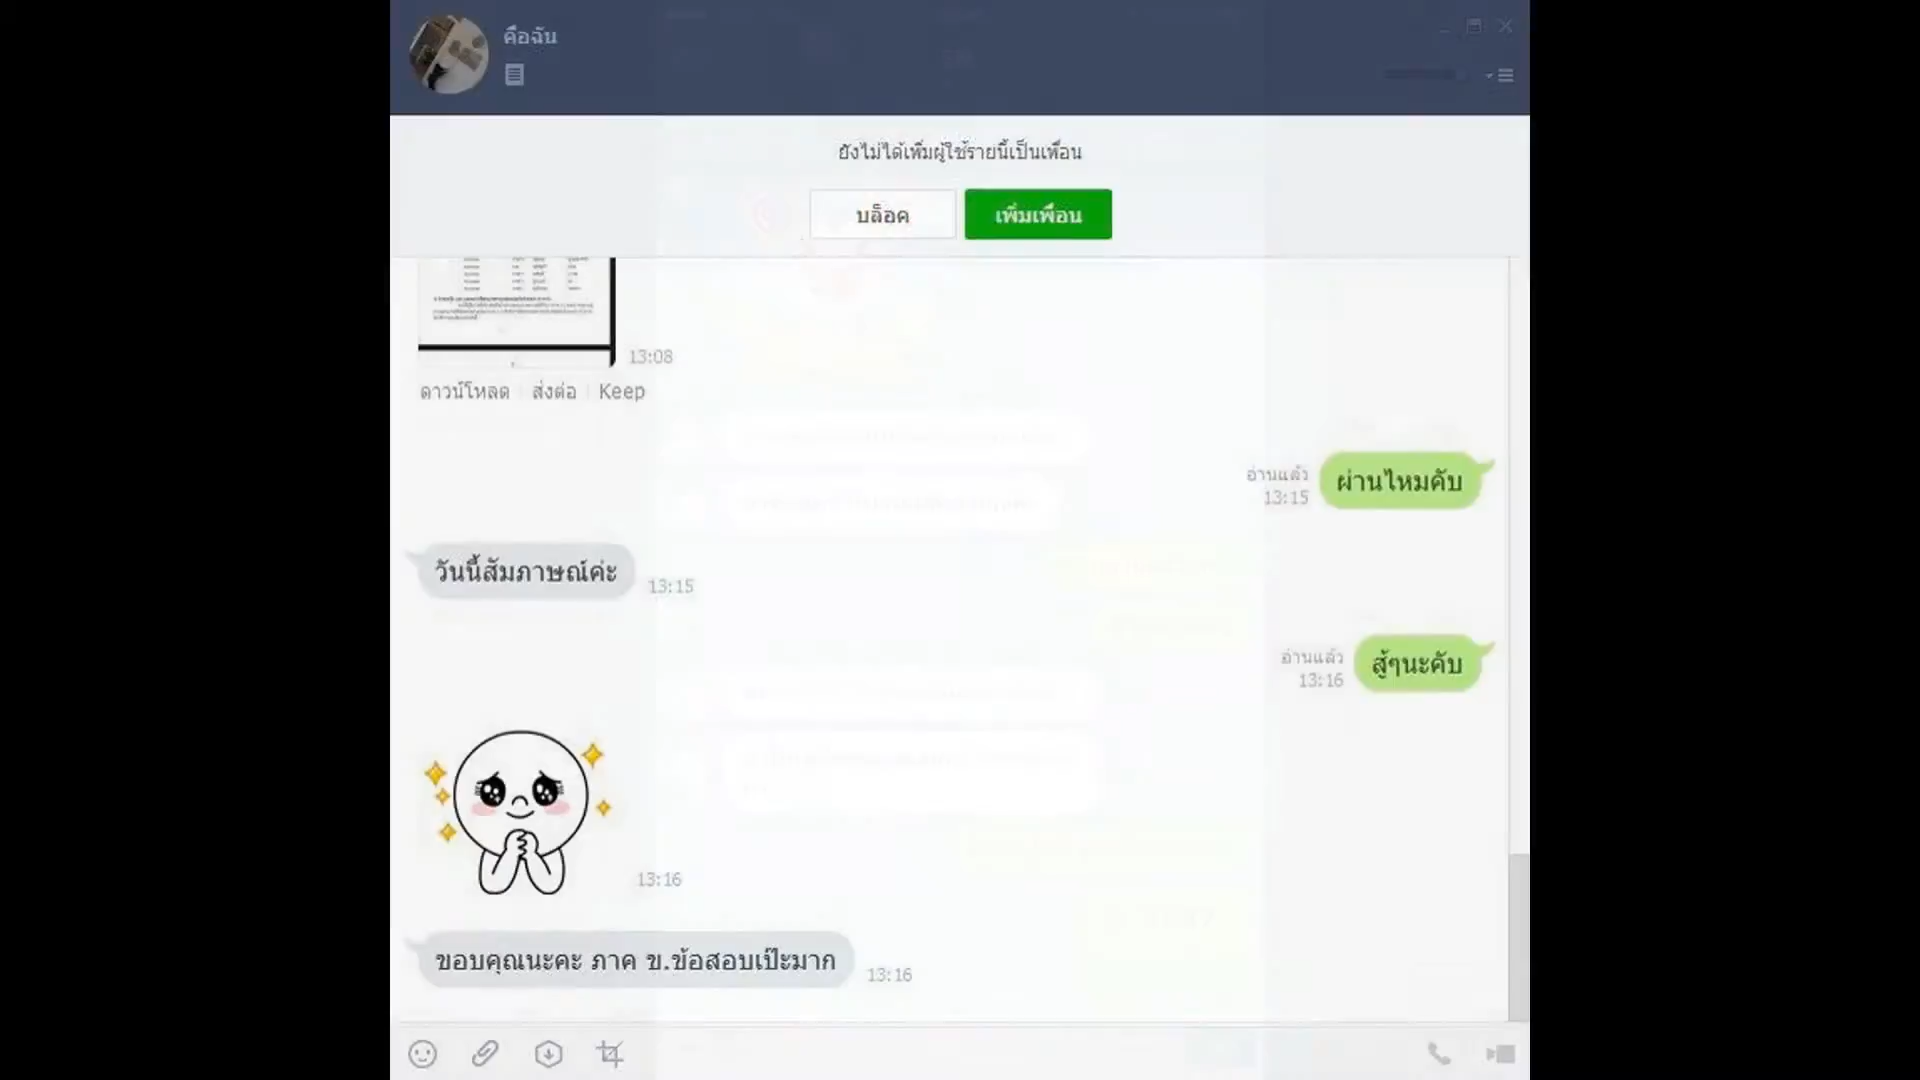 คือฉัน
ยังไม่ได้เพิ่มผู้ใช้รายนี้เป็นเพื่อน
บล็อค
เพิ่มเพื่อน
13:08
ดาวน์โหลด ส่งต่อ Keep
อ่านแล้ว
13:15
ผ่านไหมคับ
วันนี้สัมภาษณ์ค่ะ
13:15
อ่านแล้ว
13:16
สู้ๆนะคับ
13:16
ขอบคุณนะคะ ภาค ข.ข้อสอบเป๊ะมาก
13:16